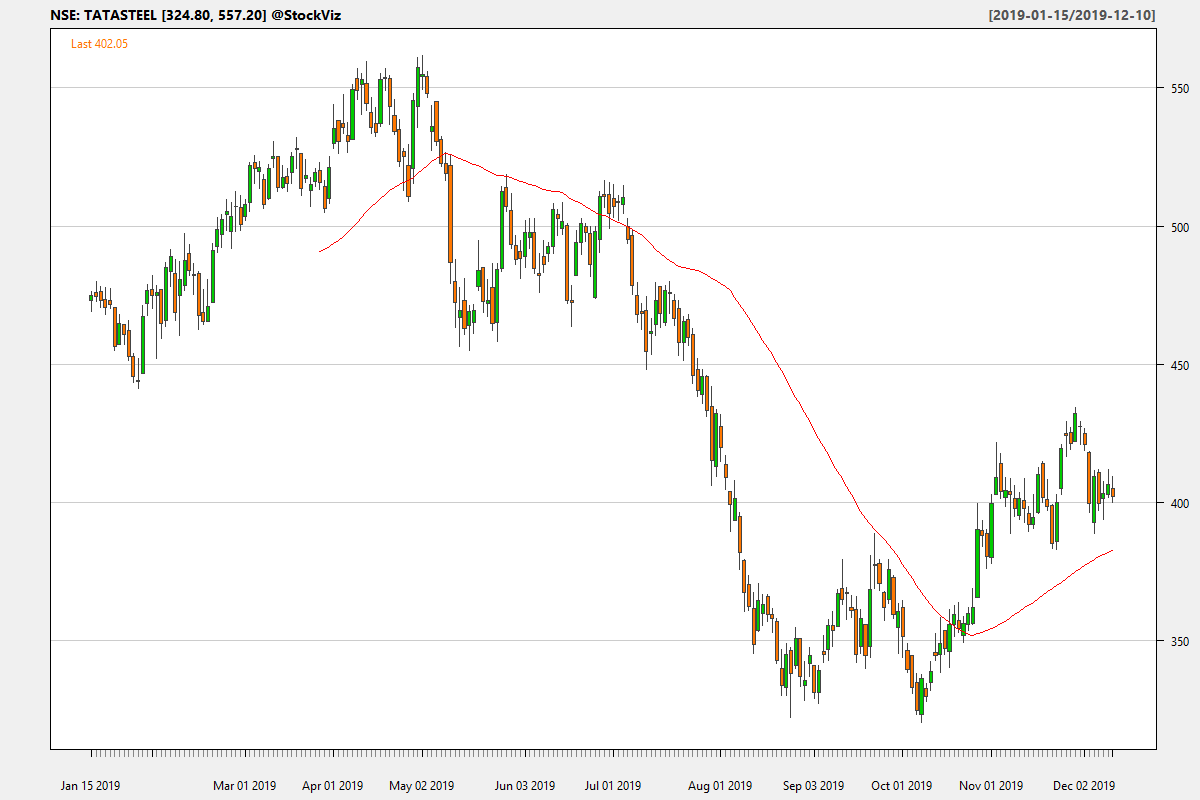 NSE: TATASTEEL [324.80, 557.20] @StockViz [2019-01-15/2019-12-10]
Last 402.05
550
500
450
400
350
Jan 15 2019 Mar 01 2019 Apr 01 2019 May 02 2019 Jun 03 2019 Jul 01 2019 Aug 01 2019 Sep 03 2019 Oct 01 2019 Nov 01 2019 Dec 02 2019